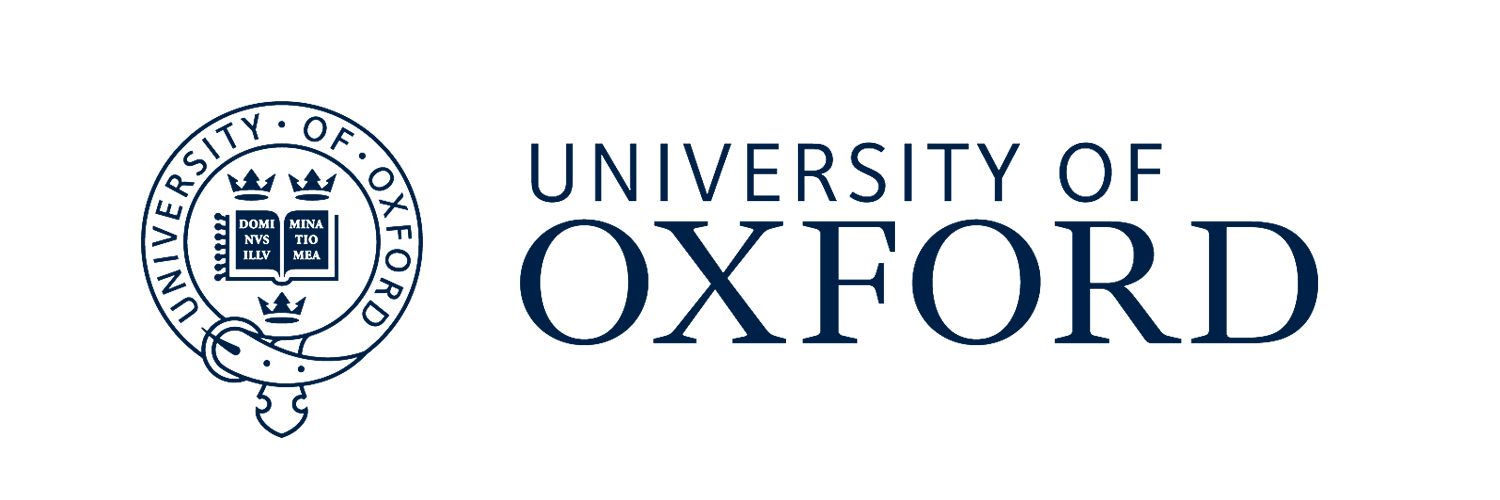 UNIVERSITY · OF · OXFORD
DOMI
NVS
ILLV
MINA
TIO
MEA
UNIVERSITY OF
OXFORD